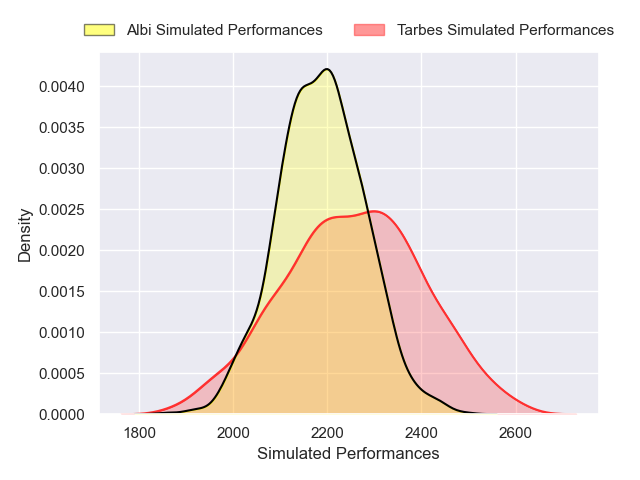 Albi Simulated Performances Tarbes Simulated Performances
0.0040
0.0035
0.0030
0.0025
0.0020
0.0015
0.0010
0.0005
0.0000
Density
1800 2000 2200 2400 2600
Simulated Performances